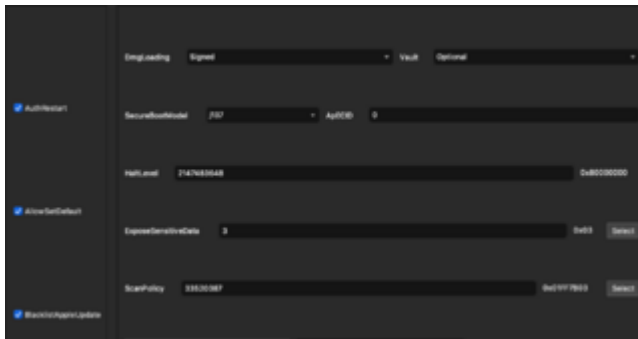 DmgLoading Signed Vault Optional
AuthRestart
SecureBootModel j137 ApECID 0
HaltLevel 2147483648 0x80000000
AllowSetDefault
ExposeSensitiveData 3 0x03 Select
ScanPolicy Select
BlacklistAppleUpdate